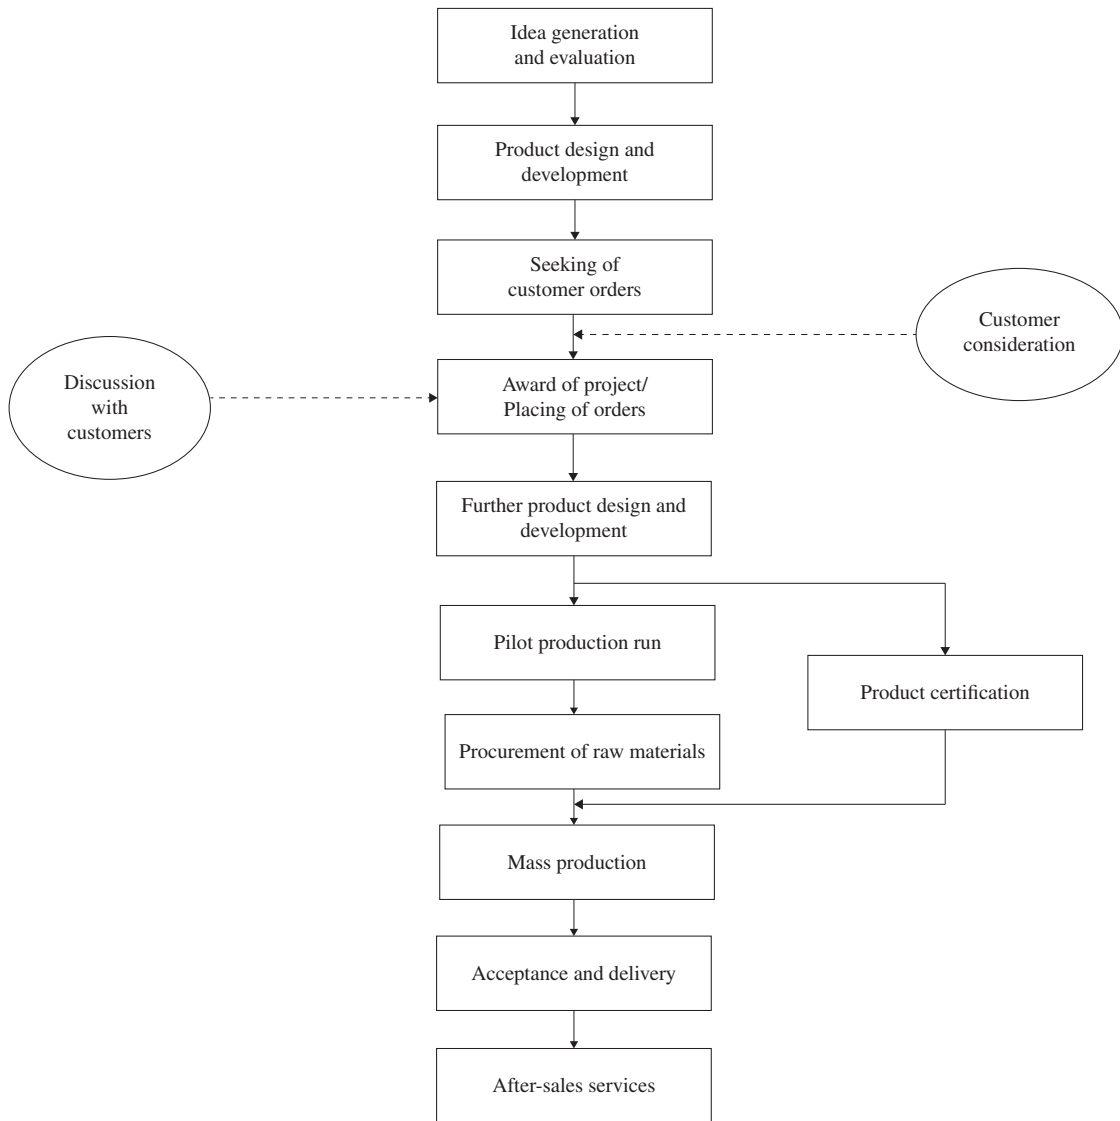 Idea generation
and evaluation
Product design and
development
Seeking of
customer orders
Customer
consideration
Discussion
with
customers
Award of project/
Placing of orders
Further product design and
development
Pilot production run
Product certification
Procurement of raw materials
Mass production
Acceptance and delivery
After-sales services